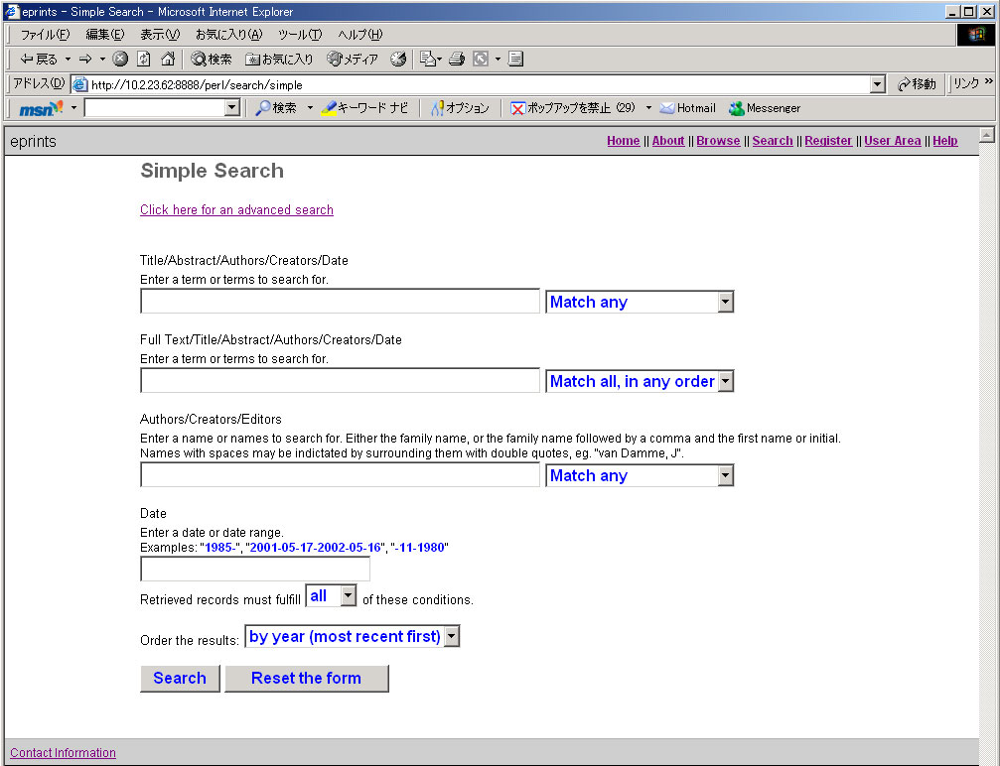 eprints - Simple Search - Microsoft Internet Explorer
ファイル(F) 編集(E) 表示(V) お気に入り(A) ツール(T) ヘルプ(H)
戻る 検索 お気に入り メディア
アドレス(D) http://10.2.23.62:8888/perl/search/simple 移動 リンク »
msn 検索 キーワード ナビ オプション ポップアップを禁止 (29) Hotmail Messenger
eprints Home || About || Browse || Search || Register || User Area || Help
Simple Search
Click here for an advanced search
Title/Abstract/Authors/Creators/Date
Enter a term or terms to search for.
Match any
Full Text/Title/Abstract/Authors/Creators/Date
Enter a term or terms to search for.
Match all, in any order
Authors/Creators/Editors
Enter a name or names to search for. Either the family name, or the family name followed by a comma and the first name or initial.
Names with spaces may be indictated by surrounding them with double quotes, eg. "van Damme, J".
Match any
Date
Enter a date or date range.
Examples: "1985-", "2001-05-17-2002-05-16", "-11-1980"
Retrieved records must fulfill all of these conditions.
Order the results: by year (most recent first)
Search Reset the form
Contact Information